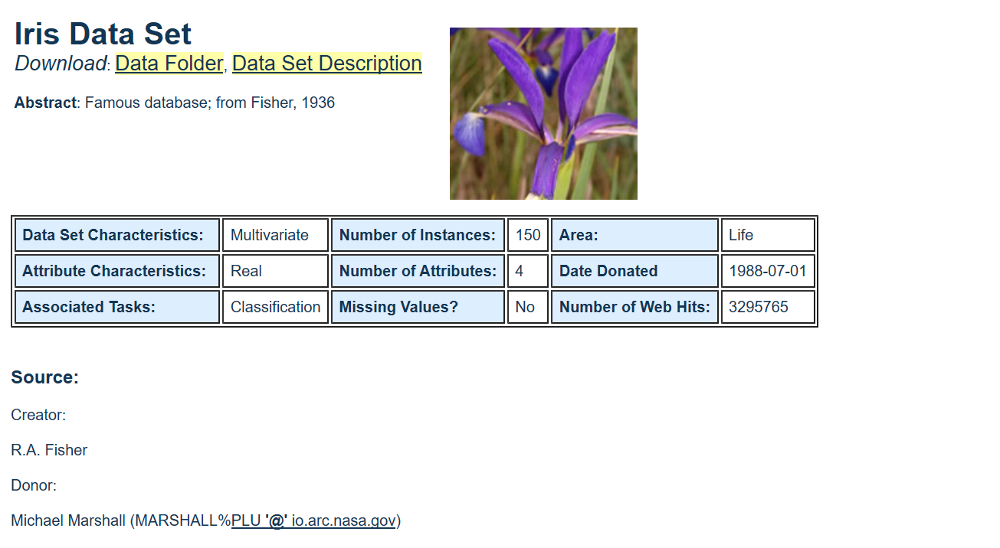 Iris Data Set
Download: Data Folder, Data Set Description
Abstract: Famous database; from Fisher, 1936
Data Set Characteristics: Multivariate Number of Instances: 150 Area: Life
Attribute Characteristics: Real Number of Attributes: 4 Date Donated 1988-07-01
Associated Tasks: Classification Missing Values? No Number of Web Hits: 3295765
Source:
Creator:
R.A. Fisher
Donor:
Michael Marshall (MARSHALL%PLU '@' io.arc.nasa.gov)